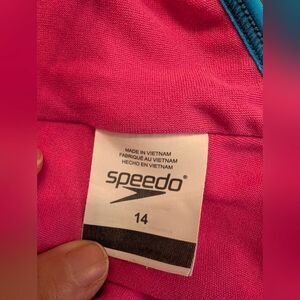 MADE IN VIETNAM
FABRIQUÉ AU VIETNAM
HECHO EN VIETNAM
speedo
14